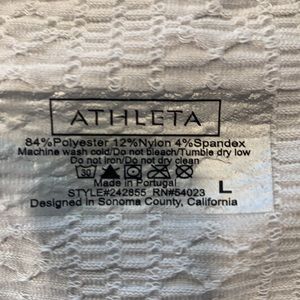 ATHLETA
84%Polyester 12%Nylon 4%Spandex
Machine wash cold/Do not bleach/Tumble dry low
Do not iron/Do not dry clean
30
Made in Portugal
STYLE#242855 RN#54023
L
Designed in Sonoma County, California